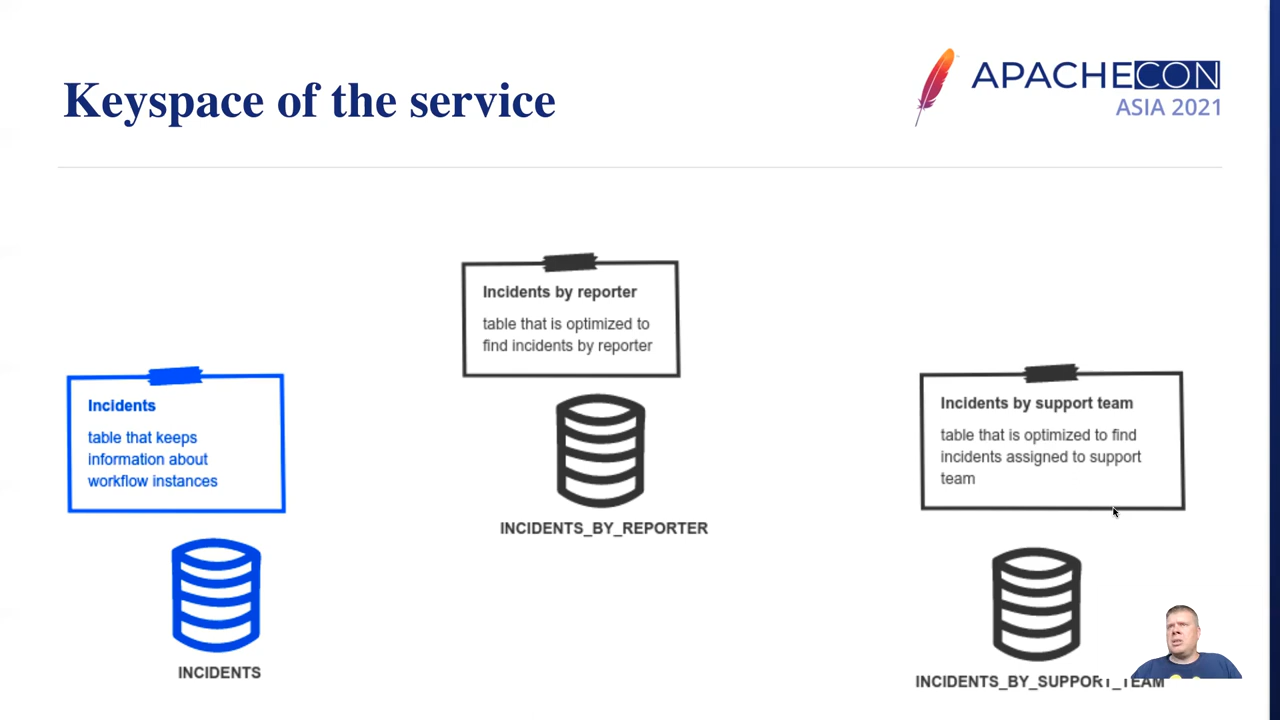 Keyspace of the service
APACHECON
ASIA 2021
Incidents by reporter
table that is optimized to
find incidents by reporter
INCIDENTS_BY_REPORTER
Incidents
table that keeps
information about
workflow instances
INCIDENTS
Incidents by support team
table that is optimized to find
incidents assigned to support
team
INCIDENTS_BY_SUPPORT_TEAM